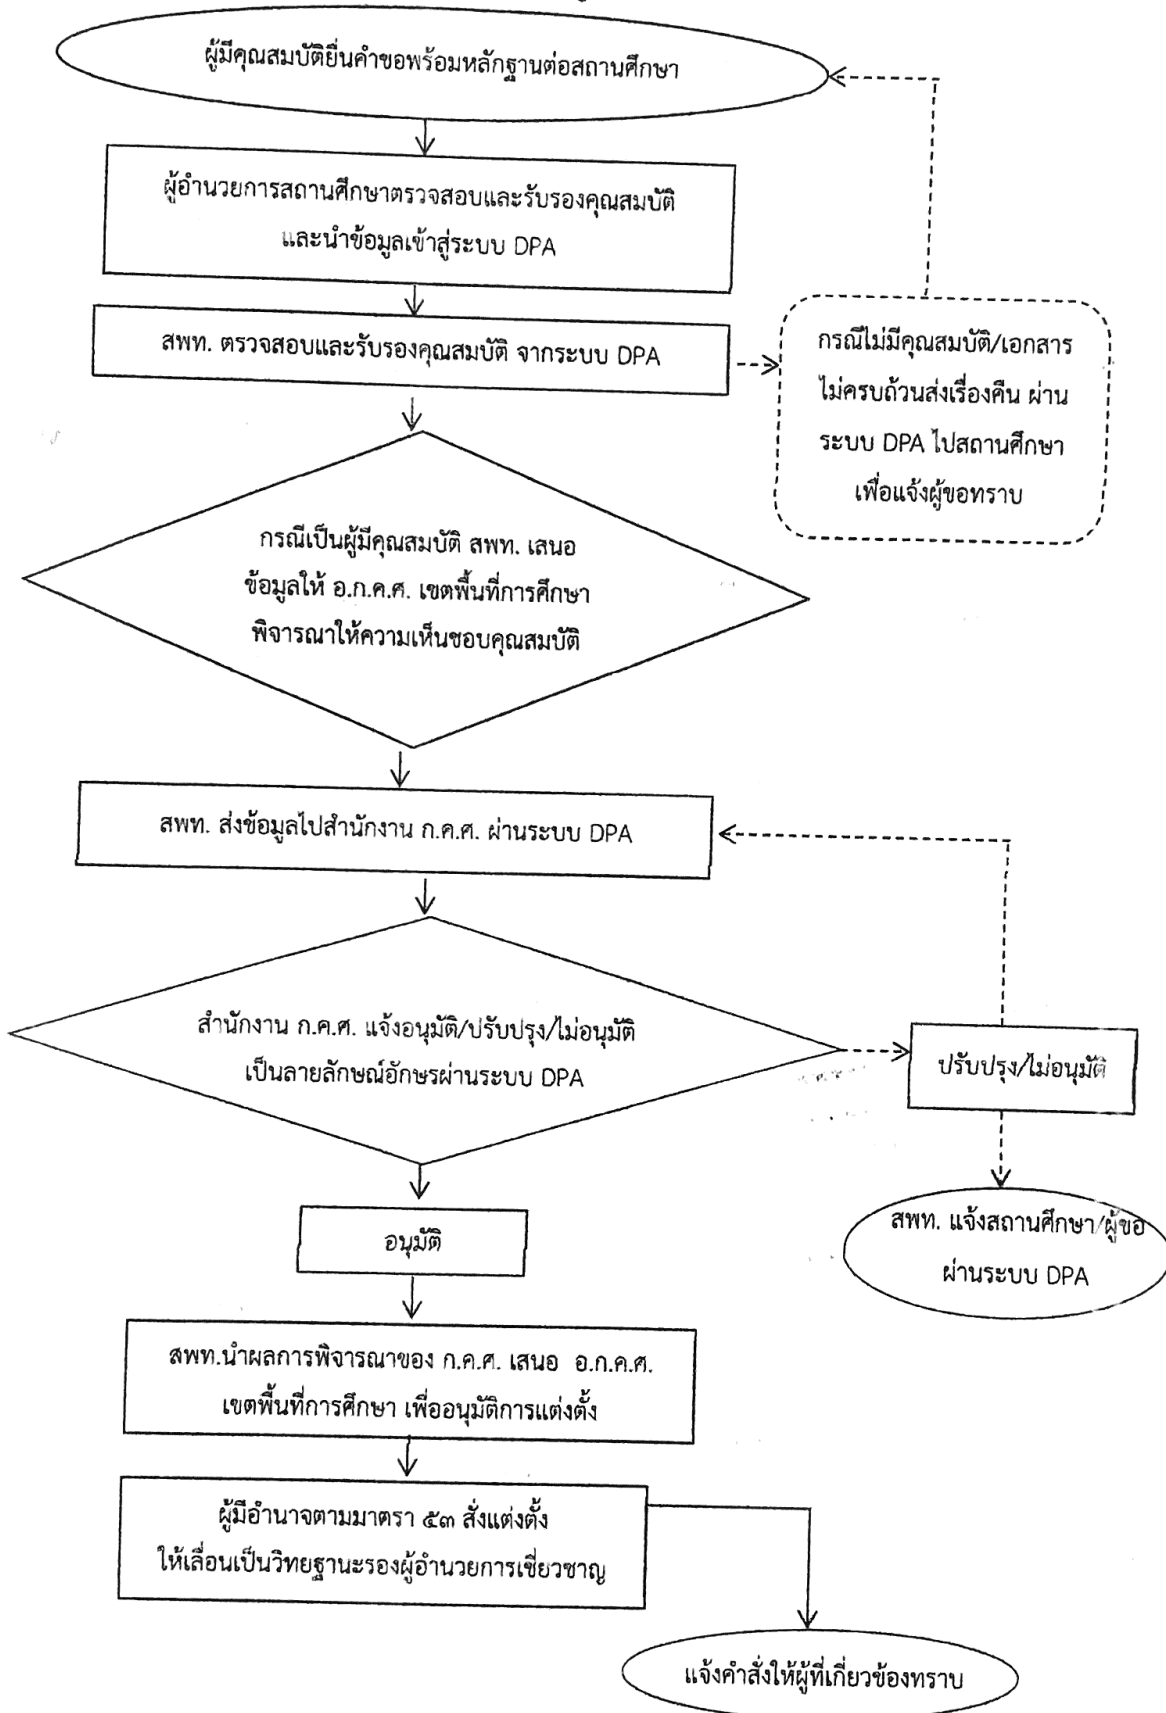 ผู้มีคุณสมบัติยื่นคำขอพร้อมหลักฐานต่อสถานศึกษา
ผู้อำนวยการสถานศึกษาตรวจสอบและรับรองคุณสมบัติ
และนำข้อมูลเข้าสู่ระบบ DPA
สพท. ตรวจสอบและรับรองคุณสมบัติ จากระบบ DPA
กรณีไม่มีคุณสมบัติ/เอกสาร
ไม่ครบถ้วนส่งเรื่องคืน ผ่าน
ระบบ DPA ไปสถานศึกษา
เพื่อแจ้งผู้ขอทราบ
กรณีเป็นผู้มีคุณสมบัติ สพท. เสนอ
ข้อมูลให้ อ.ก.ค.ศ. เขตพื้นที่การศึกษา
พิจารณาให้ความเห็นชอบคุณสมบัติ
สพท. ส่งข้อมูลไปสำนักงาน ก.ค.ศ. ผ่านระบบ DPA
สำนักงาน ก.ค.ศ. แจ้งอนุมัติ/ปรับปรุง/ไม่อนุมัติ
เป็นลายลักษณ์อักษรผ่านระบบ DPA
ปรับปรุง/ไม่อนุมัติ
สพท. แจ้งสถานศึกษา/ผู้ขอ
ผ่านระบบ DPA
อนุมัติ
สพท.นำผลการพิจารณาของ ก.ค.ศ. เสนอ อ.ก.ค.ศ.
เขตพื้นที่การศึกษา เพื่ออนุมัติการแต่งตั้ง
ผู้มีอำนาจตามมาตรา ๕๓ สั่งแต่งตั้ง
ให้เลื่อนเป็นวิทยฐานะรองผู้อำนวยการเชี่ยวชาญ
แจ้งคำสั่งให้ผู้ที่เกี่ยวข้องทราบ